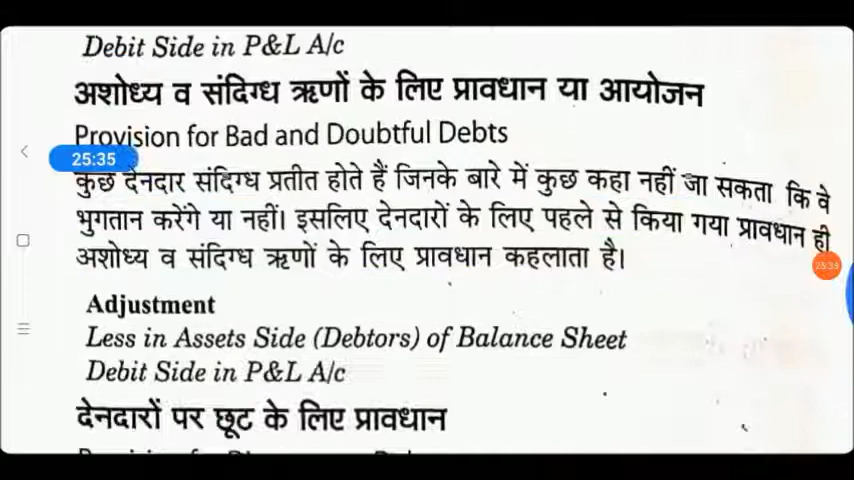 Debit Side in P&L A/c
अशोध्य व संदिग्ध ऋणों के लिए प्रावधान या आयोजन
Provision for Bad and Doubtful Debts
25:35
कुछ देनदार संदिग्ध प्रतीत होते हैं जिनके बारे में कुछ कहा नहीं जा सकता कि वे
भुगतान करेंगे या नहीं। इसलिए देनदारों के लिए पहले से किया गया प्रावधान ही
अशोध्य व संदिग्ध ऋणों के लिए प्रावधान कहलाता है।
25:35
Adjustment
Less in Assets Side (Debtors) of Balance Sheet
Debit Side in P&L A/c
देनदारों पर छूट के लिए प्रावधान